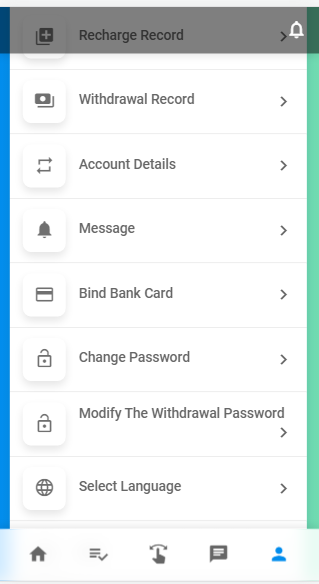 Recharge Record
Withdrawal Record
Account Details
Message
Bind Bank Card
Change Password
Modify The Withdrawal Password
Select Language